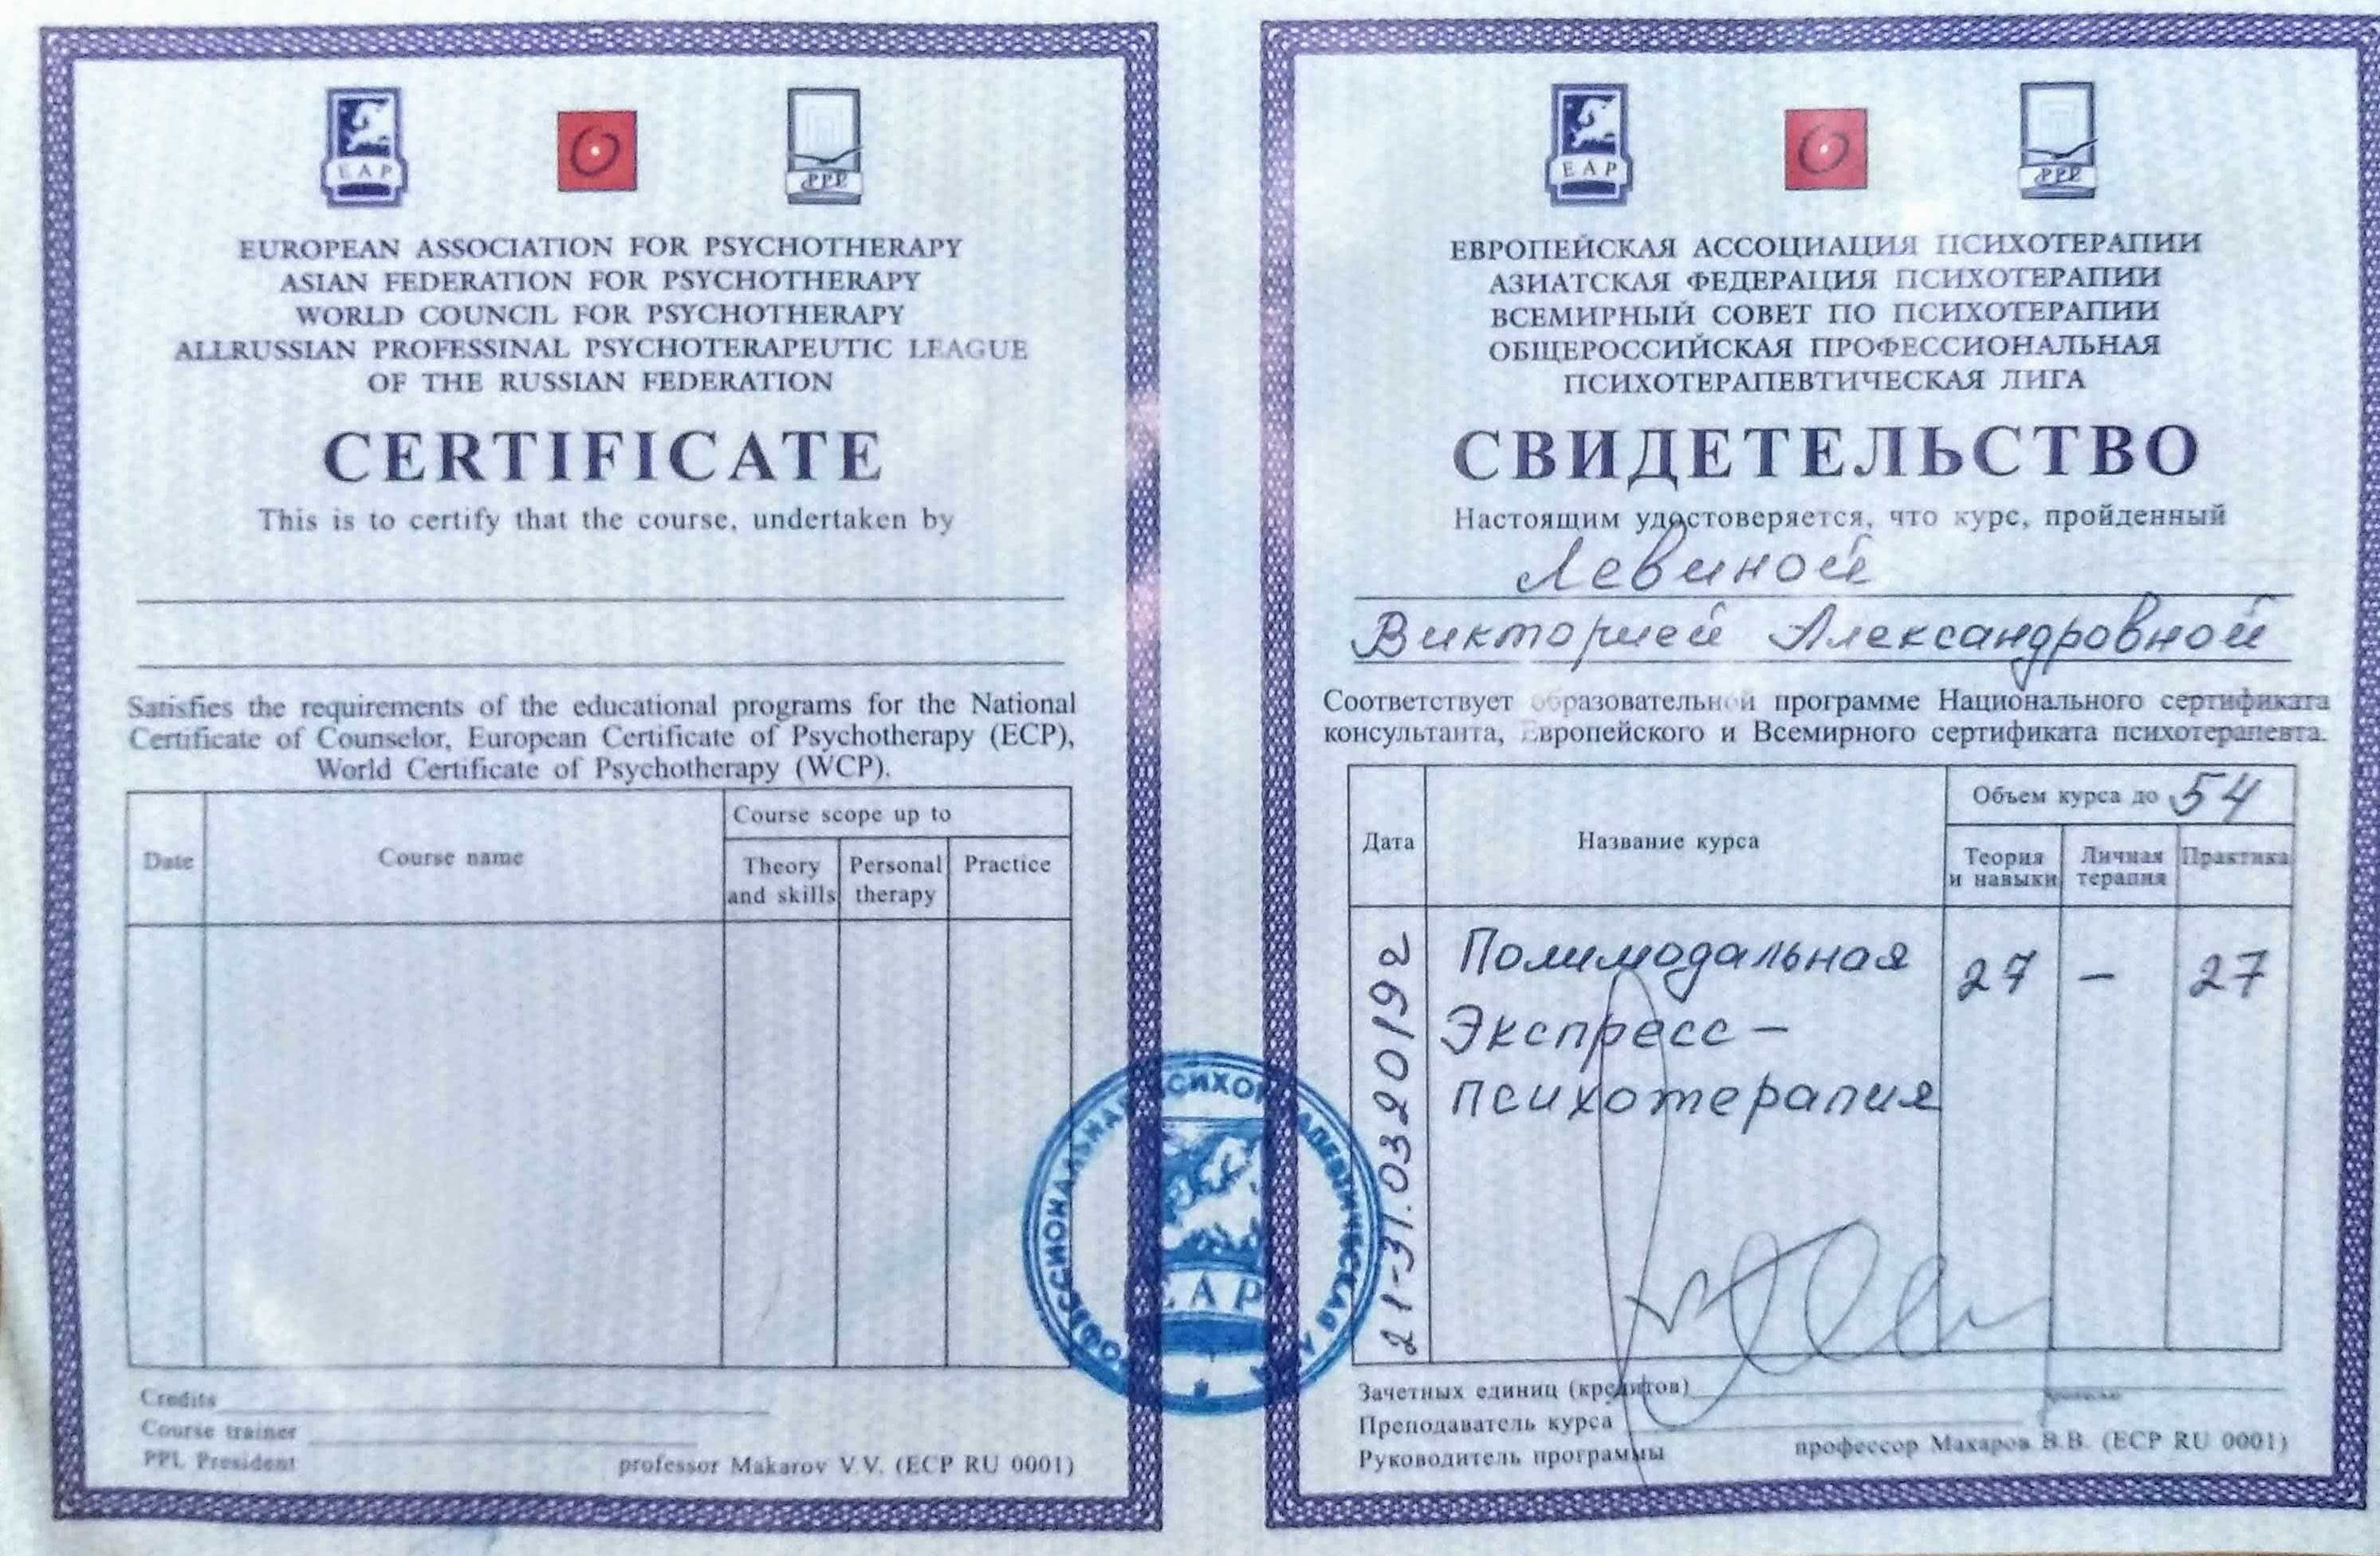 EAP
PPL
EUROPEAN ASSOCIATION FOR PSYCHOTHERAPY
ASIAN FEDERATION FOR PSYCHOTHERAPY
WORLD COUNCIL FOR PSYCHOTHERAPY
ALLRUSSIAN PROFESSINAL PSYCHOTERAPEUTIC LEAGUE
OF THE RUSSIAN FEDERATION
CERTIFICATE
This is to certify that the course, undertaken by
Satisfies the requirements of the educational programs for the National
Certificate of Counselor, European Certificate of Psychotherapy (ECP),
World Certificate of Psychotherapy (WCP).
Date
Course name
Course scope up to
Theory
and skills
Personal
therapy
Practice
Credits
Course trainer
PPL President
professor Makarov V.V. (ECP RU 0001)
EAP
EAP
PPL
ЕВРОПЕЙСКАЯ АССОЦИАЦИЯ ПСИХОТЕРАПИИ
АЗИАТСКАЯ ФЕДЕРАЦИЯ ПСИХОТЕРАПИИ
ВСЕМИРНЫЙ СОВЕТ ПО ПСИХОТЕРАПИИ
ОБЩЕРОССИЙСКАЯ ПРОФЕССИОНАЛЬНАЯ
ПСИХОТЕРАПЕВТИЧЕСКАЯ ЛИГА
СВИДЕТЕЛЬСТВО
Настоящим удостоверяется, что курс, пройденный
Левиной
Викторией Александровной
Соответствует образовательной программе Национального сертификата
консультанта, Европейского и Всемирного сертификата психотерапевта.
Дата
Название курса
Объем курса до 54
Теория
и навыки
Личная
терапия
Практика
21-31.03.2019г
Полимодальная
Экспресс-
психотерапия
27 - 27
Зачетных единиц (кредитов)
Преподаватель курса
Руководитель программы
профессор Макаров В.В. (ECP RU 0001)